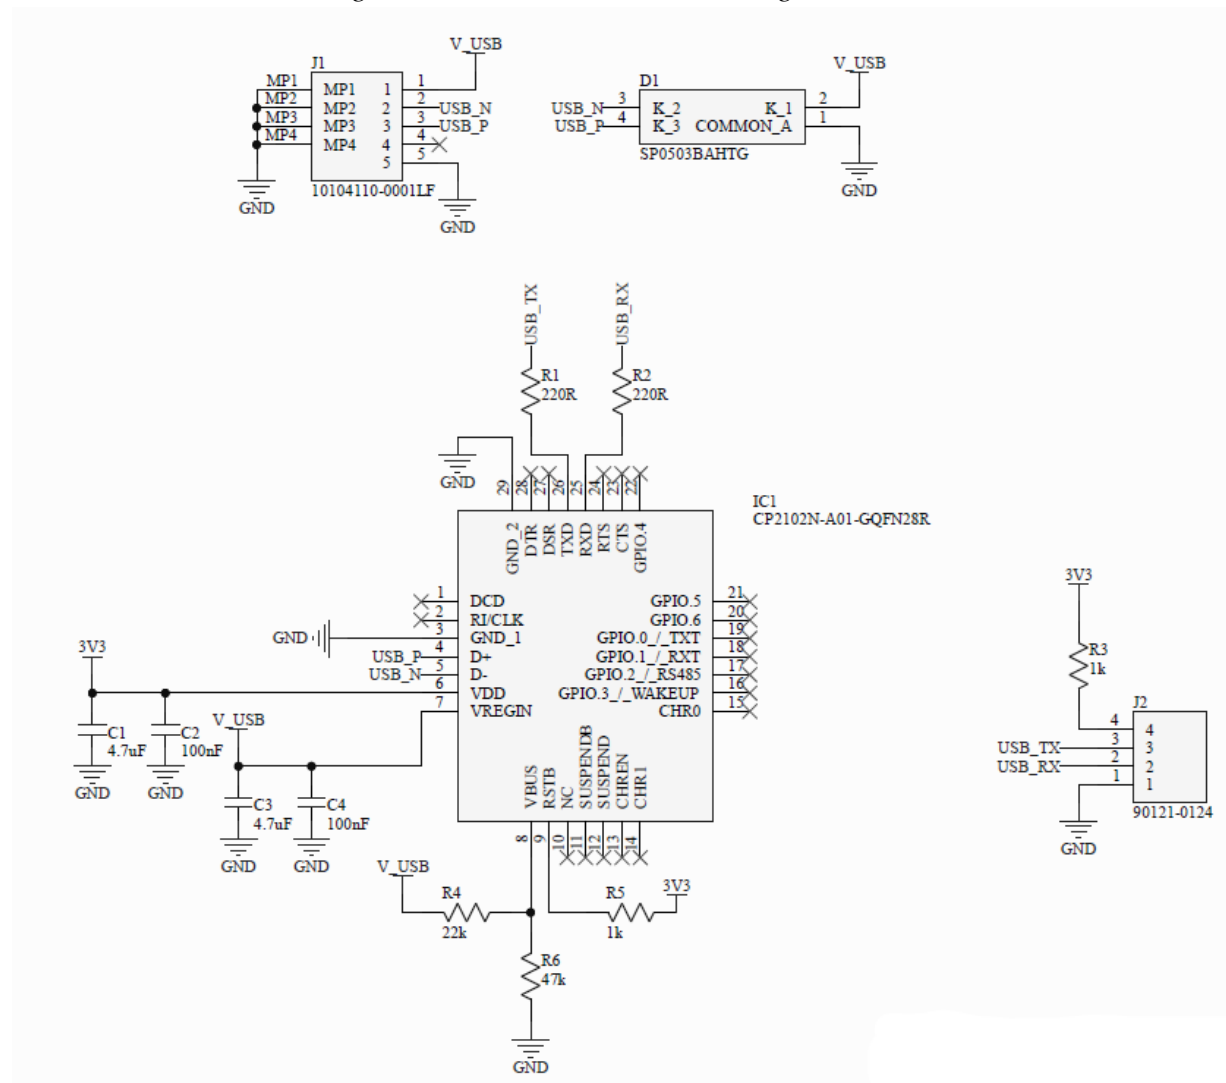 V_USB
J1
MP1 MP1 1 1
MP2 MP2 2 2 USB_N
MP3 MP3 3 3 USB_P
MP4 MP4 4 4
5 5
10104110-0001LF
GND
GND
V_USB
D1
USB_N 3 K_2 K_1 2
USB_P 4 K_3 COMMON_A 1
SP0503BAHTG
GND
USB_TX
USB_RX
R1
220R
R2
220R
GND
29 28 27 26 25 24 23 22
GND_2 DTR DSR TXD RXD RTS CTS GPIO.4
IC1
CP2102N-A01-GQFN28R
1 DCD GPIO.5 21
2 RI/CLK GPIO.6 20
GND 3 GND_1 GPIO.0_/_TXT 19
USB_P 4 D+ GPIO.1_/_RXT 18
USB_N 5 D- GPIO.2_/_RS485 17
6 VDD GPIO.3_/_WAKEUP 16
7 VREGIN CHR0 15
VBUS RSTB NC SUSPENDB SUSPEND CHREN CHR1
8 9 10 11 12 13 14
3V3
C1
4.7uF
C2
100nF
GND
GND
V_USB
C3
4.7uF
C4
100nF
GND
GND
V_USB
R4
22k
R5
1k
3V3
R6
47k
GND
3V3
R3
1k
J2
4 4
USB_TX 3 3
USB_RX 2 2
1 1
90121-0124
GND